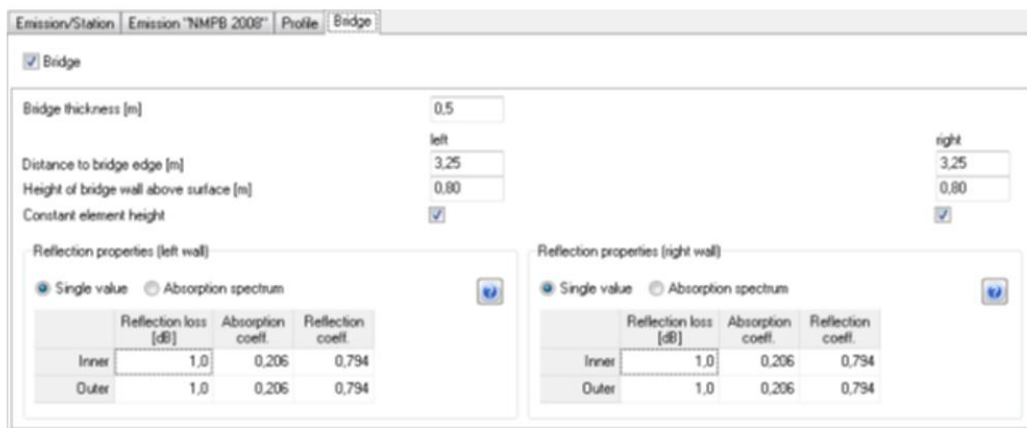 Emission/Station Emission "NMPB 2008" Profile Bridge
Bridge
Bridge thickness [m] 0,5
left right
Distance to bridge edge [m] 3,25 3,25
Height of bridge wall above surface [m] 0,80 0,80
Constant element height
Reflection properties (left wall) Reflection properties (right wall)
Single value Absorption spectrum Single value Absorption spectrum
Reflection loss Absorption Reflection Reflection loss Absorption Reflection
[dB] coeff. coeff. [dB] coeff. coeff.
Inner 1,0 0,206 0,794 Inner 1,0 0,206 0,794
Outer 1,0 0,206 0,794 Outer 1,0 0,206 0,794